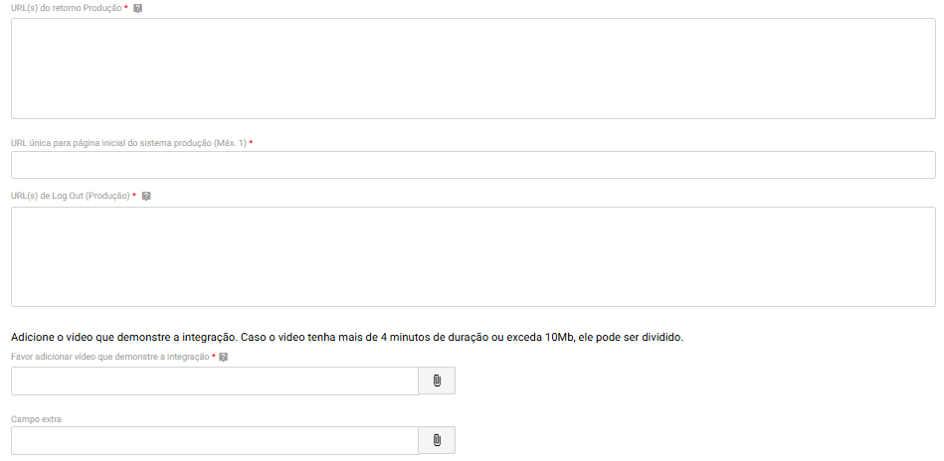 URL(s) do retorno Produção *
URL única para página inicial do sistema produção (Máx. 1) *
URL(s) de Log Out (Produção) *
Adicione o video que demonstre a integração. Caso o video tenha mais de 4 minutos de duração ou exceda 10Mb, ele pode ser dividido.
Favor adicionar vídeo que demonstre a integração *
Campo extra